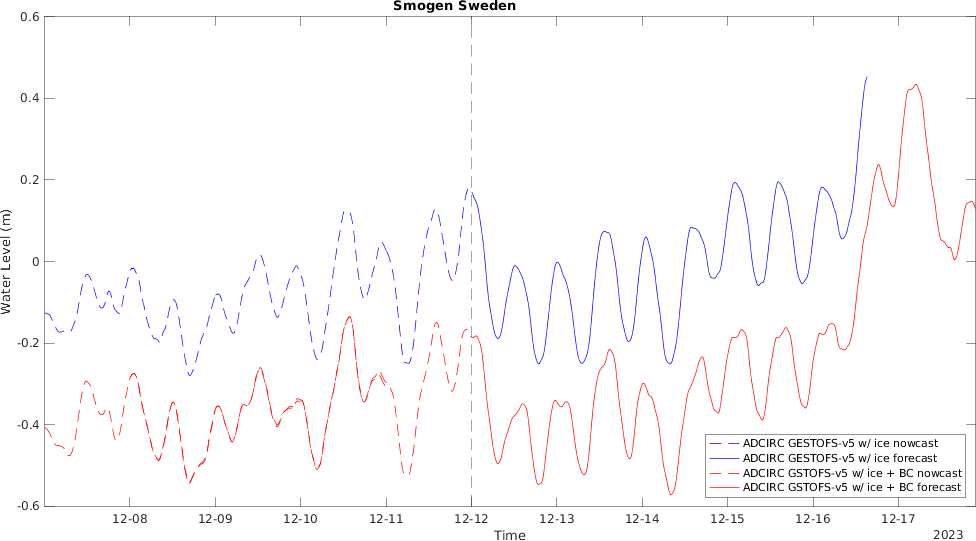 Smogen Sweden
0.6
0.4
0.2
0
-0.2
-0.4
-0.6
Water Level (m)
ADCIRC GESTOFS-v5 w/ ice nowcast
ADCIRC GESTOFS-v5 w/ ice forecast
ADCIRC GSTOFS-v5 w/ ice + BC nowcast
ADCIRC GSTOFS-v5 w/ ice + BC forecast
12-08 12-09 12-10 12-11 12-12 12-13 12-14 12-15 12-16 12-17
Time
2023